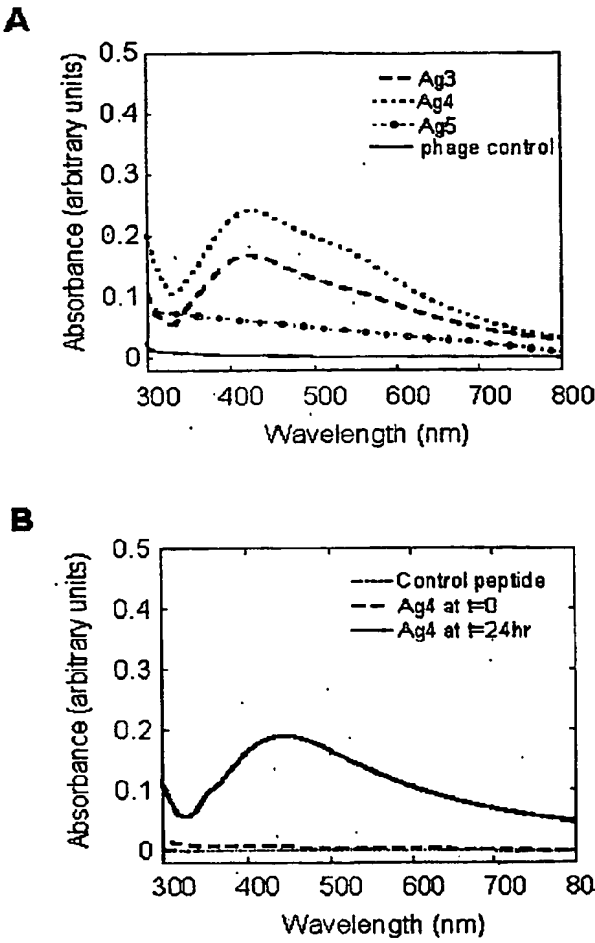 A
0.5
0.4
0.3
0.2
0.1
0
Absorbance (arbitrary units)
Ag3
Ag4
Ag5
phage control
300 400 500 600 700 800
Wavelength (nm)
B
0.5
0.4
0.3
0.2
0.1
0
Absorbance (arbitrary units)
Control peptide
Ag4 at t=0
Ag4 at t=24hr
300 400 500 600 700 80
Wavelength (nm)